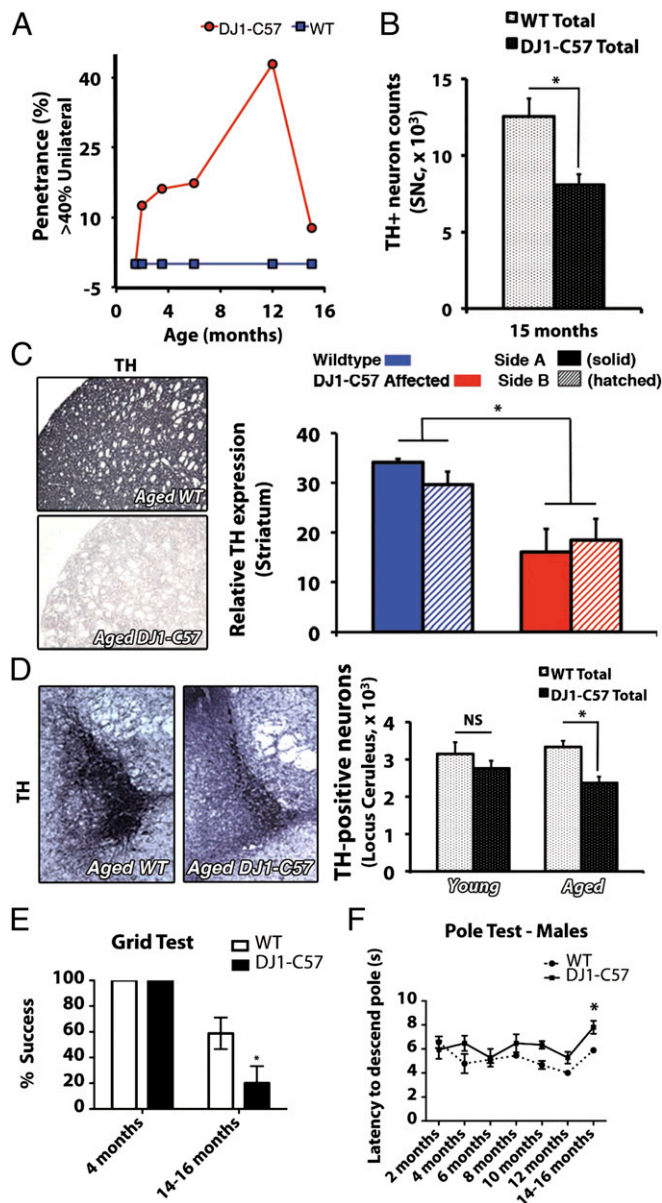 A
DJ1-C57 WT
Penetrance (%)
>40% Unilateral
40
25
10
-5
0 4 8 12 16
Age (months)
B
WT Total
DJ1-C57 Total
TH+ neuron counts
(SNc, x 10³)
15
10
5
0
*
15 months
C
TH
Aged WT
Aged DJ1-C57
Wildtype
DJ1-C57 Affected
Side A (solid)
Side B (hatched)
Relative TH expression
(Striatum)
40
30
20
10
0
*
D
TH
Aged WT
Aged DJ1-C57
WT Total
DJ1-C57 Total
TH-positive neurons
(Locus Ceruleus, x 10³)
4
3
2
1
0
NS
*
Young Aged
E
Grid Test
WT
DJ1-C57
% Success
100
80
60
40
20
0
*
4 months
14-16 months
F
Pole Test - Males
WT
DJ1-C57
Latency to descend pole (s)
10
8
6
4
2
0
*
2 months
4 months
6 months
8 months
10 months
12 months
14-16 months